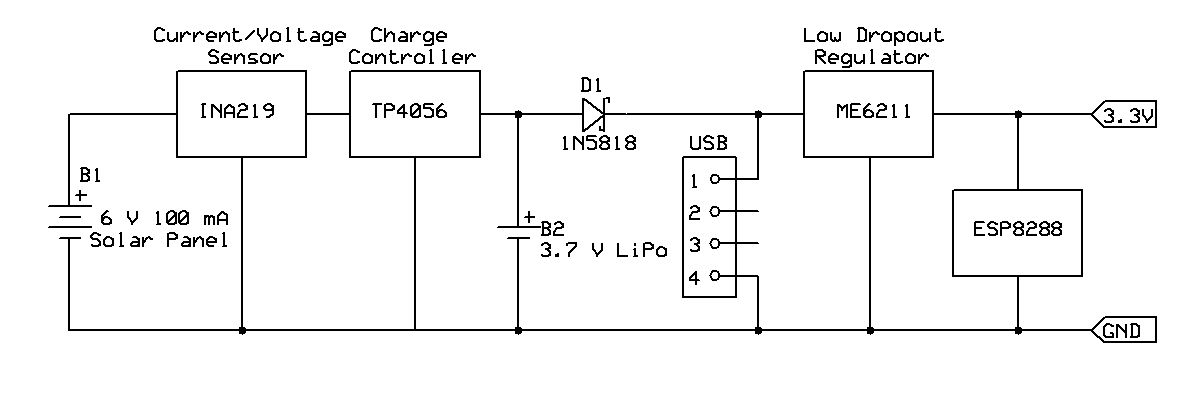 Current/Voltage
Sensor
Charge
Controller
Low Dropout
Regulator
INA219
TP4056
D1
1N5818
ME6211
3.3V
USB
1
2
3
4
B1
+
6 V 100 mA
Solar Panel
+
B2
3.7 V LiPo
ESP8288
GND